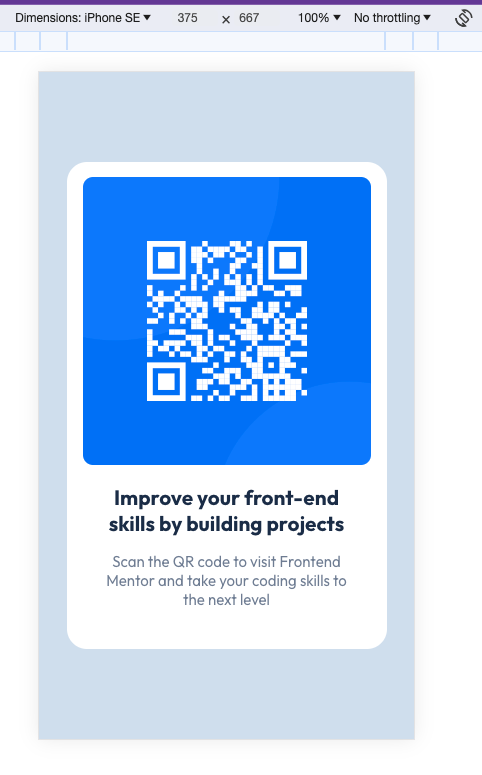 Dimensions: iPhone SE 375 × 667 100% No throttling
Improve your front-end
skills by building projects
Scan the QR code to visit Frontend
Mentor and take your coding skills to
the next level